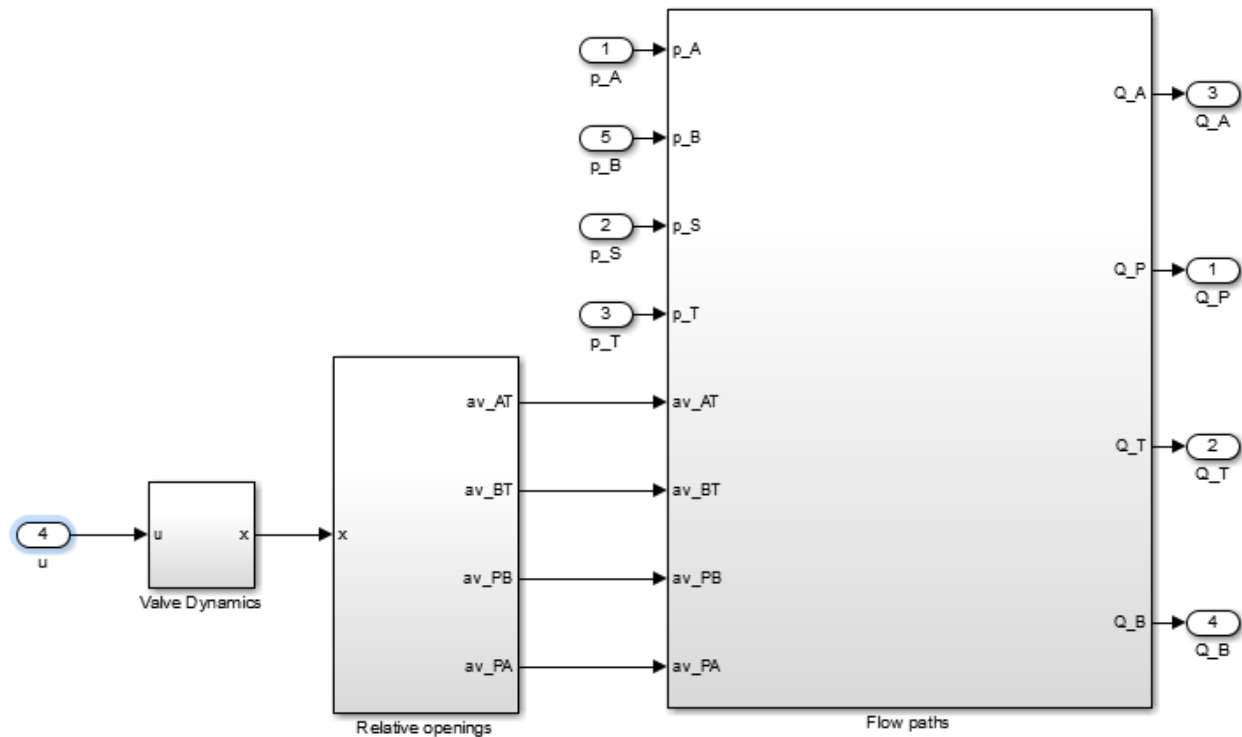 1
p_A
p_A
Q_A
3
Q_A
5
p_B
p_B
2
p_S
p_S
Q_P
1
Q_P
3
p_T
p_T
av_AT
av_AT
Q_T
2
Q_T
av_BT
av_BT
4
u
u
x
Valve Dynamics
x
av_PB
av_PB
Q_B
4
Q_B
av_PA
av_PA
Relative openings
Flow paths